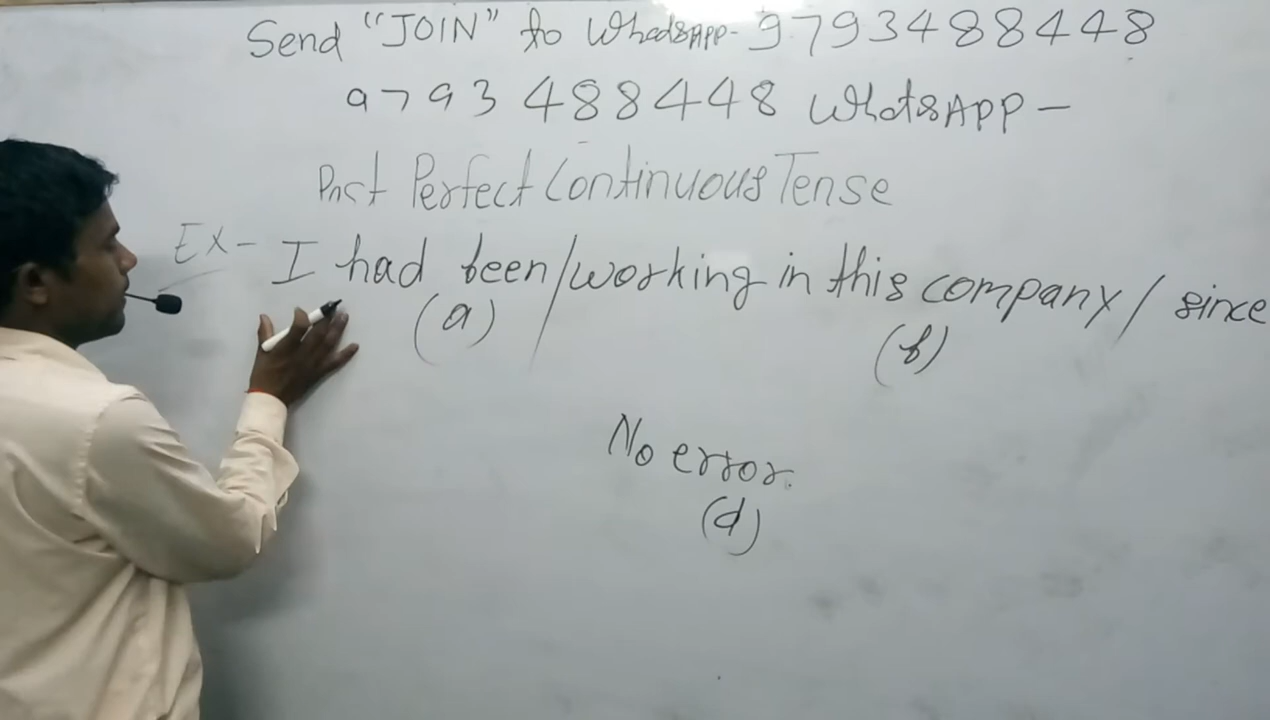 Send "JOIN" to WhatsApp- 9793488448
9793 488448 WhatsApp -
Past Perfect Continuous Tense
Ex- I had been/working in this company/ since
(a) (b)
No error.
(d)